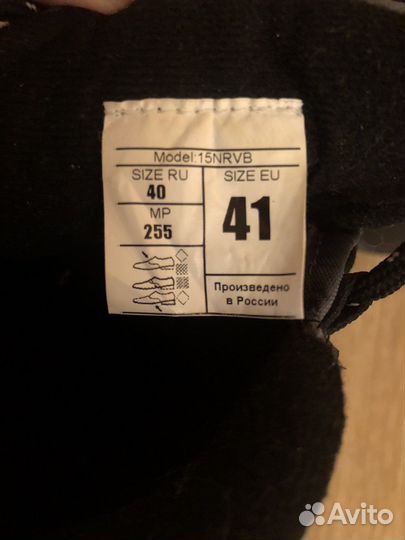 Model:15NRVB
SIZE RU
40
MP
255
SIZE EU
41
Произведено
в России
Avito